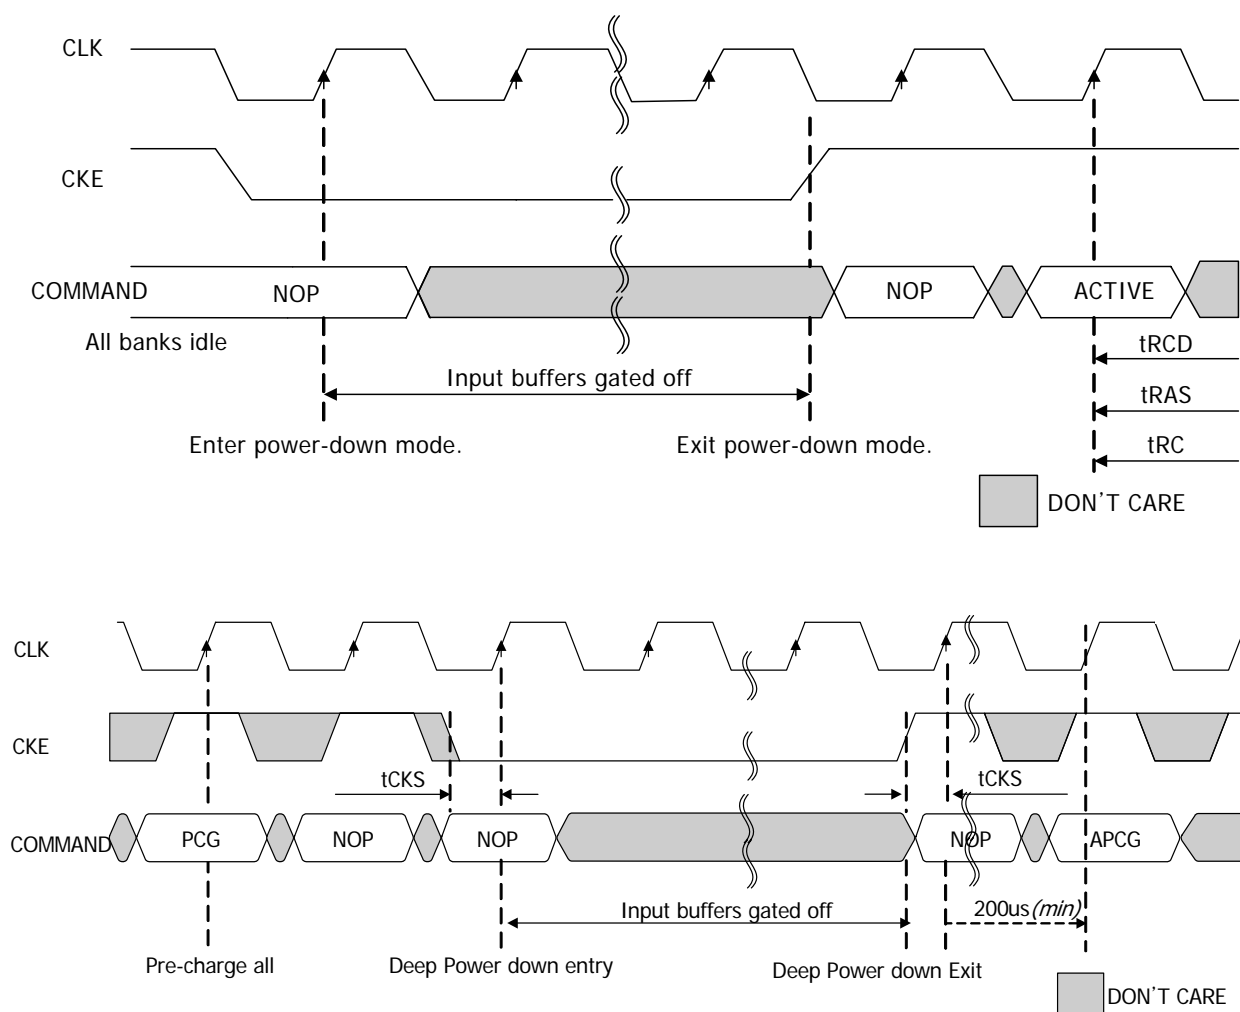 CLK
CKE
COMMAND NOP NOP ACTIVE
All banks idle
tRCD
Input buffers gated off
tRAS
Enter power-down mode. Exit power-down mode.
tRC
DON'T CARE
CLK
CKE
tCKS tCKS
COMMAND PCG NOP NOP NOP APCG
Input buffers gated off 200us(min)
Pre-charge all Deep Power down entry Deep Power down Exit
DON'T CARE